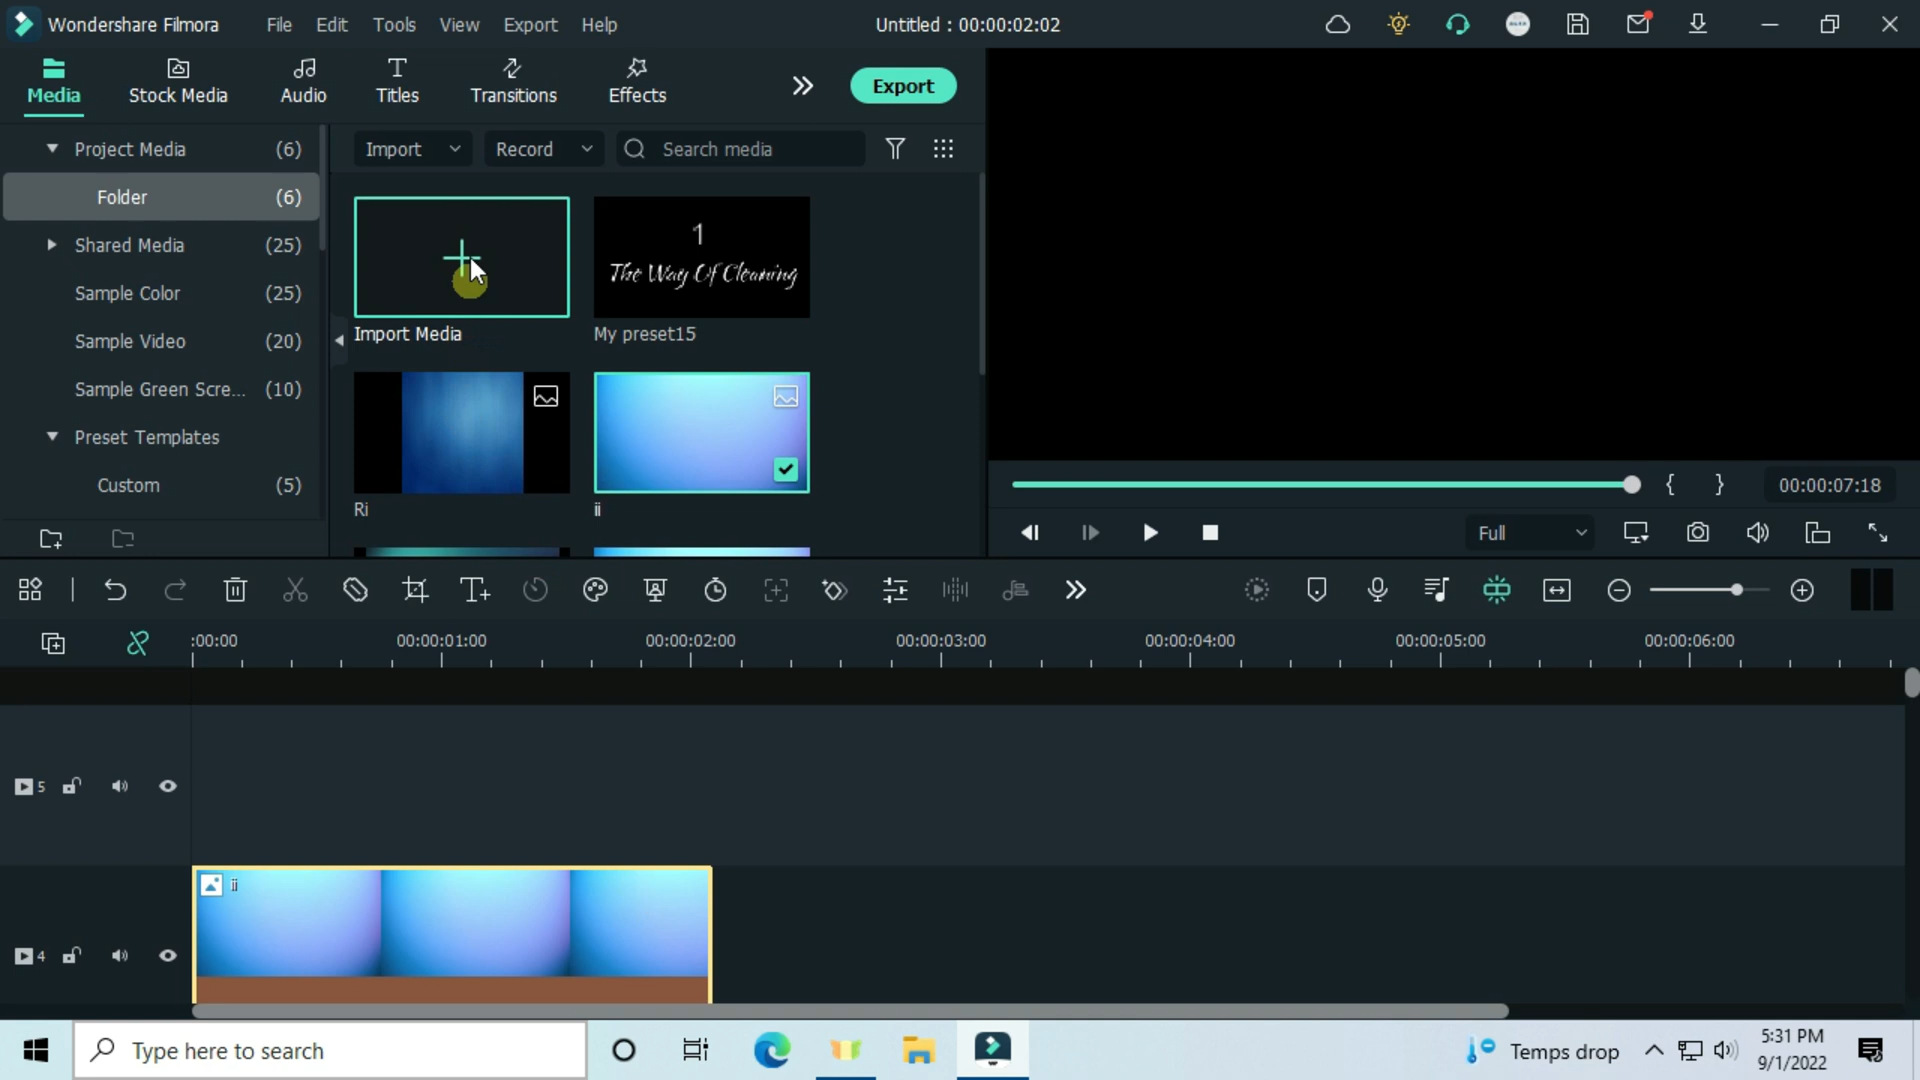 Wondershare Filmora File Edit Tools View Export Help Untitled : 00:00:02:02
Media Stock Media Audio Titles Transitions Effects Export
Project Media (6) Import Record Search media
Folder (6)
Shared Media (25)
Sample Color (25)
Sample Video (20)
Sample Green Scre... (10)
Preset Templates
Custom (5)
1
The Way Of Cleaning
Import Media My preset15
Ri ii
00:00:07:18
Full
:00:00 00:00:01:00 00:00:02:00 00:00:03:00 00:00:04:00 00:00:05:00 00:00:06:00
5
ii
4
Type here to search Temps drop 5:31 PM
9/1/2022